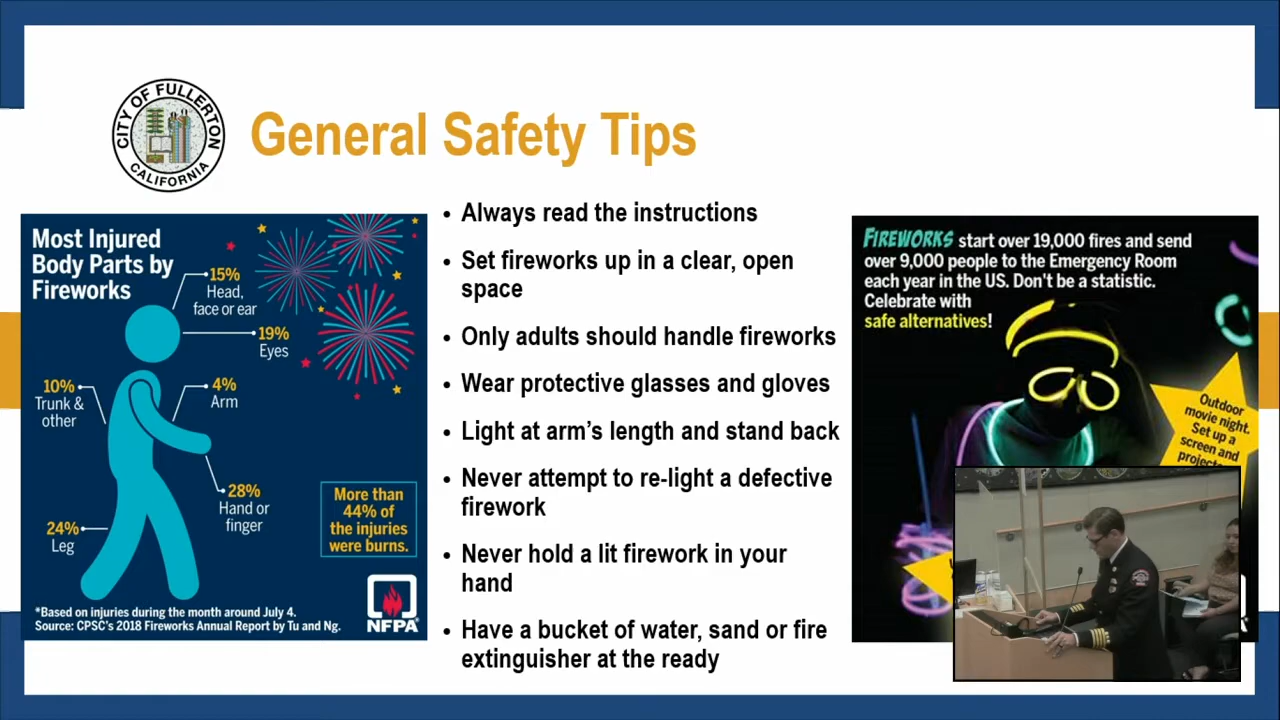 CITY OF FULLERTON
CALIFORNIA
General Safety Tips
Most Injured
Body Parts by
Fireworks
15%
Head,
face or ear
19%
Eyes
10%
Trunk &
other
4%
Arm
28%
Hand or
finger
24%
Leg
More than
44% of
the injuries
were burns.
*Based on injuries during the month around July 4.
Source: CPSC's 2018 Fireworks Annual Report by Tu and Ng.
NFPA
• Always read the instructions
• Set fireworks up in a clear, open
space
• Only adults should handle fireworks
• Wear protective glasses and gloves
• Light at arm's length and stand back
• Never attempt to re-light a defective
firework
• Never hold a lit firework in your
hand
• Have a bucket of water, sand or fire
extinguisher at the ready
FIREWORKS start over 19,000 fires and send
over 9,000 people to the Emergency Room
each year in the US. Don't be a statistic.
Celebrate with
safe alternatives!
Outdoor
movie night.
Set up a
screen and